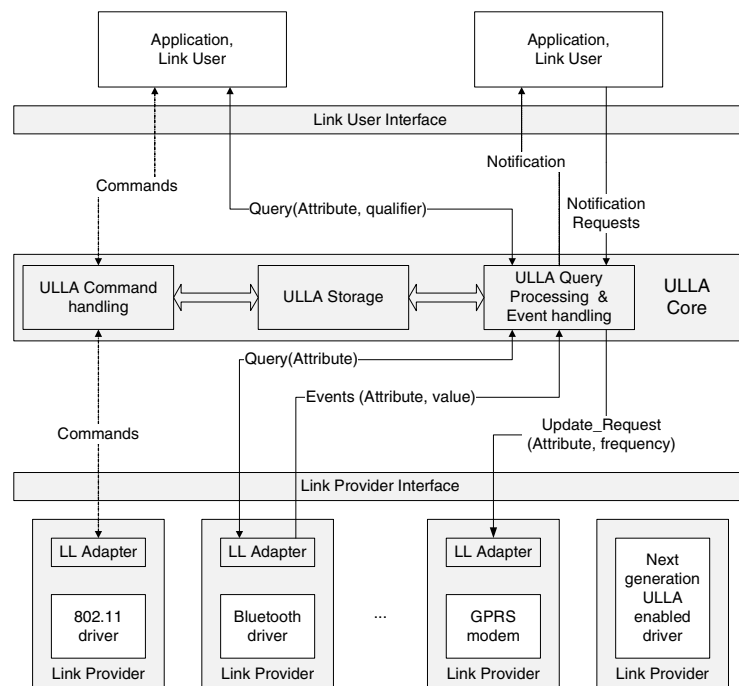 Application,
Link User
Application,
Link User
Link User Interface
Notification
Commands
Notification
Requests
Query(Attribute, qualifier)
ULLA Command
handling
ULLA Storage
ULLA Query
Processing &
Event handling
ULLA
Core
Query(Attribute)
Events (Attribute, value)
Commands
Update_Request
(Attribute, frequency)
Link Provider Interface
LL Adapter
LL Adapter
LL Adapter
802.11
driver
Bluetooth
driver
...
GPRS
modem
Next
generation
ULLA
enabled
driver
Link Provider
Link Provider
Link Provider
Link Provider